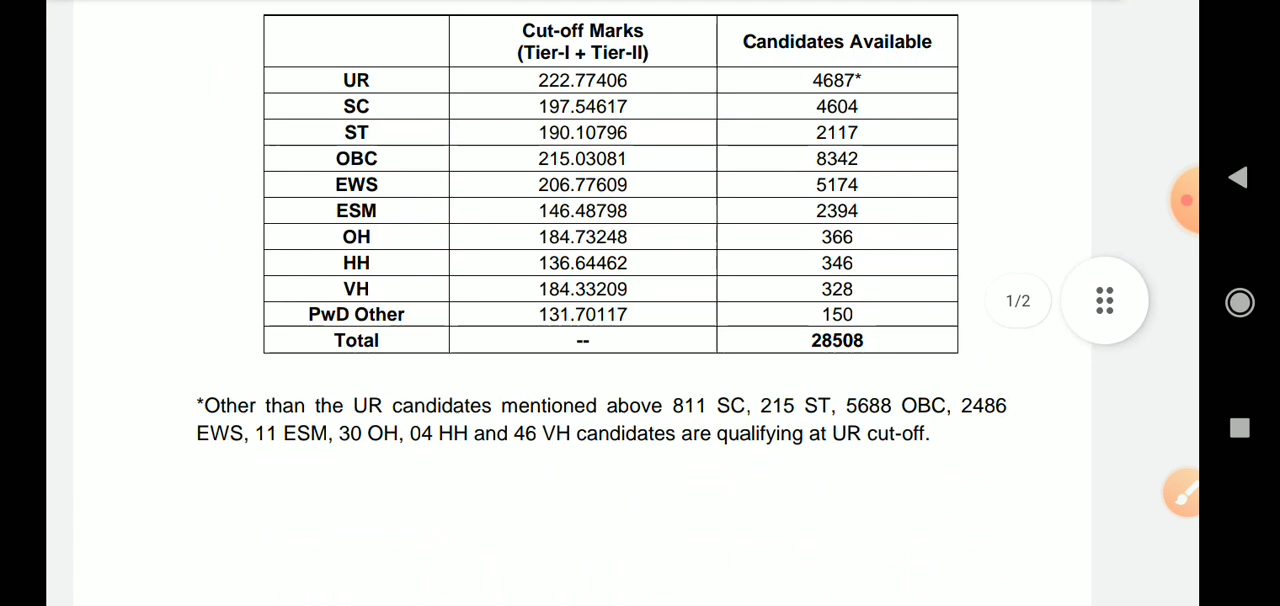 Cut-off Marks
(Tier-I + Tier-II) Candidates Available
UR 222.77406 4687*
SC 197.54617 4604
ST 190.10796 2117
OBC 215.03081 8342
EWS 206.77609 5174
ESM 146.48798 2394
OH 184.73248 366
HH 136.64462 346
VH 184.33209 328
PwD Other 131.70117 150
Total -- 28508
1/2
*Other than the UR candidates mentioned above 811 SC, 215 ST, 5688 OBC, 2486
EWS, 11 ESM, 30 OH, 04 HH and 46 VH candidates are qualifying at UR cut-off.